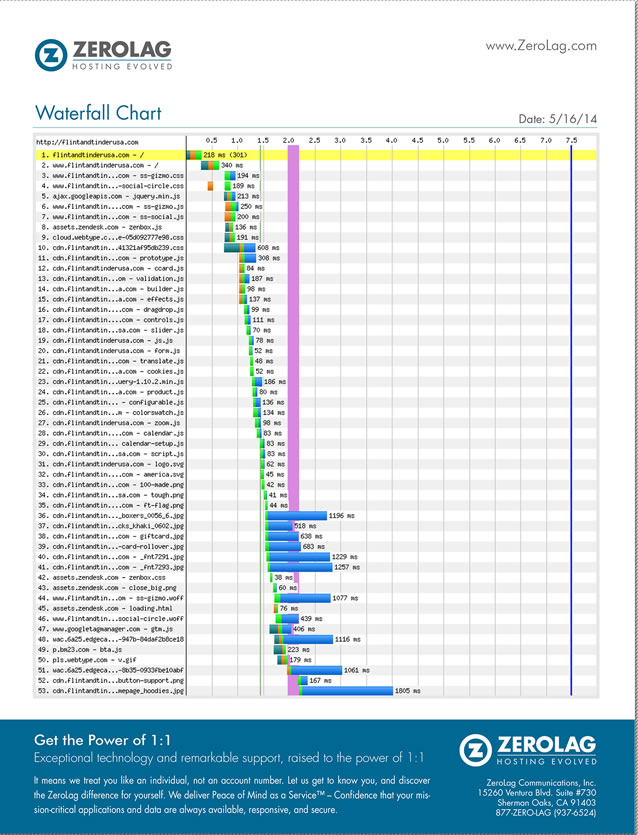 ZEROLAG
HOSTING EVOLVED
www.ZeroLag.com
Waterfall Chart
Date: 5/16/14
http://flintandtinderusa.com 0.5 1.0 1.5 2.0 2.5 3.0 3.5 4.0 4.5 5.0 5.5 6.0 6.5 7.0 7.5
1. flintandtinderusa.com - / 218 ms (301)
2. www.flintandtinderusa.com - / 340 ms
3. www.flintandtin...com - ss-gizmo.css 194 ms
4. www.flintandtin...-social-circle.css 189 ms
5. ajax.googleapis.com - jquery.min.js 213 ms
6. www.flintandtin....com - ss-gizmo.js 250 ms
7. www.flintandtin...com - ss-social.js 200 ms
8. assets.zendesk.com - zenbox.js 136 ms
9. cloud.webtype.c...e-05d092777e98.css 191 ms
10. cdn.flintandtin...41321af95db239.css 608 ms
11. cdn.flintandtin....com - prototype.js 308 ms
12. cdn.flintandtinderusa.com - ccard.js 84 ms
13. cdn.flintandtin...om - validation.js 187 ms
14. cdn.flintandtin...a.com - builder.js 98 ms
15. cdn.flintandtin...a.com - effects.js 137 ms
16. cdn.flintandtin....com - dragdrop.js 99 ms
17. cdn.flintandtin....com - controls.js 111 ms
18. cdn.flintandtin...sa.com - slider.js 70 ms
19. cdn.flintandtinderusa.com - js.js 78 ms
20. cdn.flintandtinderusa.com - form.js 52 ms
21. cdn.flintandtin...com - translate.js 48 ms
22. cdn.flintandtin...a.com - cookies.js 52 ms
23. cdn.flintandtin...uery-1.10.2.min.js 186 ms
24. cdn.flintandtin...a.com - product.js 80 ms
25. cdn.flintandtin... - configurable.js 136 ms
26. cdn.flintandtin...m - colorswatch.js 134 ms
27. cdn.flintandtinderusa.com - zoom.js 98 ms
28. cdn.flintandtin....com - calendar.js 83 ms
29. cdn.flintandtin... calendar-setup.js 83 ms
30. cdn.flintandtin...sa.com - script.js 83 ms
31. cdn.flintandtinderusa.com - logo.svg 62 ms
32. cdn.flintandtin....com - america.svg 45 ms
33. cdn.flintandtin...com - 100-made.png 42 ms
34. cdn.flintandtin...sa.com - tough.png 41 ms
35. cdn.flintandtin....com - ft-flag.png 44 ms
36. cdn.flintandtin..._boxers_0056_6.jpg 1196 ms
37. cdn.flintandtin...cks_khaki_0602.jpg 518 ms
38. cdn.flintandtin...com - giftcard.jpg 638 ms
39. cdn.flintandtin...-card-rollover.jpg 683 ms
40. cdn.flintandtin...com - _fnt7291.jpg 1229 ms
41. cdn.flintandtin...com - _fnt7293.jpg 1257 ms
42. assets.zendesk.com - zenbox.css 38 ms
43. assets.zendesk.com - close_big.png 60 ms
44. www.flintandtin...om - ss-gizmo.woff 1077 ms
45. assets.zendesk.com - loading.html 76 ms
46. www.flintandtin...social-circle.woff 439 ms
47. www.googletagmanager.com - gtm.js 406 ms
48. wac.6a25.edgeca...-947b-84daf2b8ce18 1116 ms
49. p.bm23.com - bta.js 223 ms
50. pls.webtype.com - v.gif 179 ms
51. wac.6a25.edgeca...-8b35-0933fbe10abf 1061 ms
52. cdn.flintandtin...button-support.png 167 ms
53. cdn.flintandtin...mepage_hoodies.jpg 1805 ms
Get the Power of 1:1
Exceptional technology and remarkable support, raised to the power of 1:1
It means we treat you like an individual, not an account number. Let us get to know you, and discover
the ZeroLag difference for yourself. We deliver Peace of Mind as a Service™ – Confidence that your mis-
sion-critical applications and data are always available, responsive, and secure.
ZEROLAG
HOSTING EVOLVED
ZeroLag Communications, Inc.
15260 Ventura Blvd. Suite #730
Sherman Oaks, CA 91403
877-ZERO-LAG (937-6524)